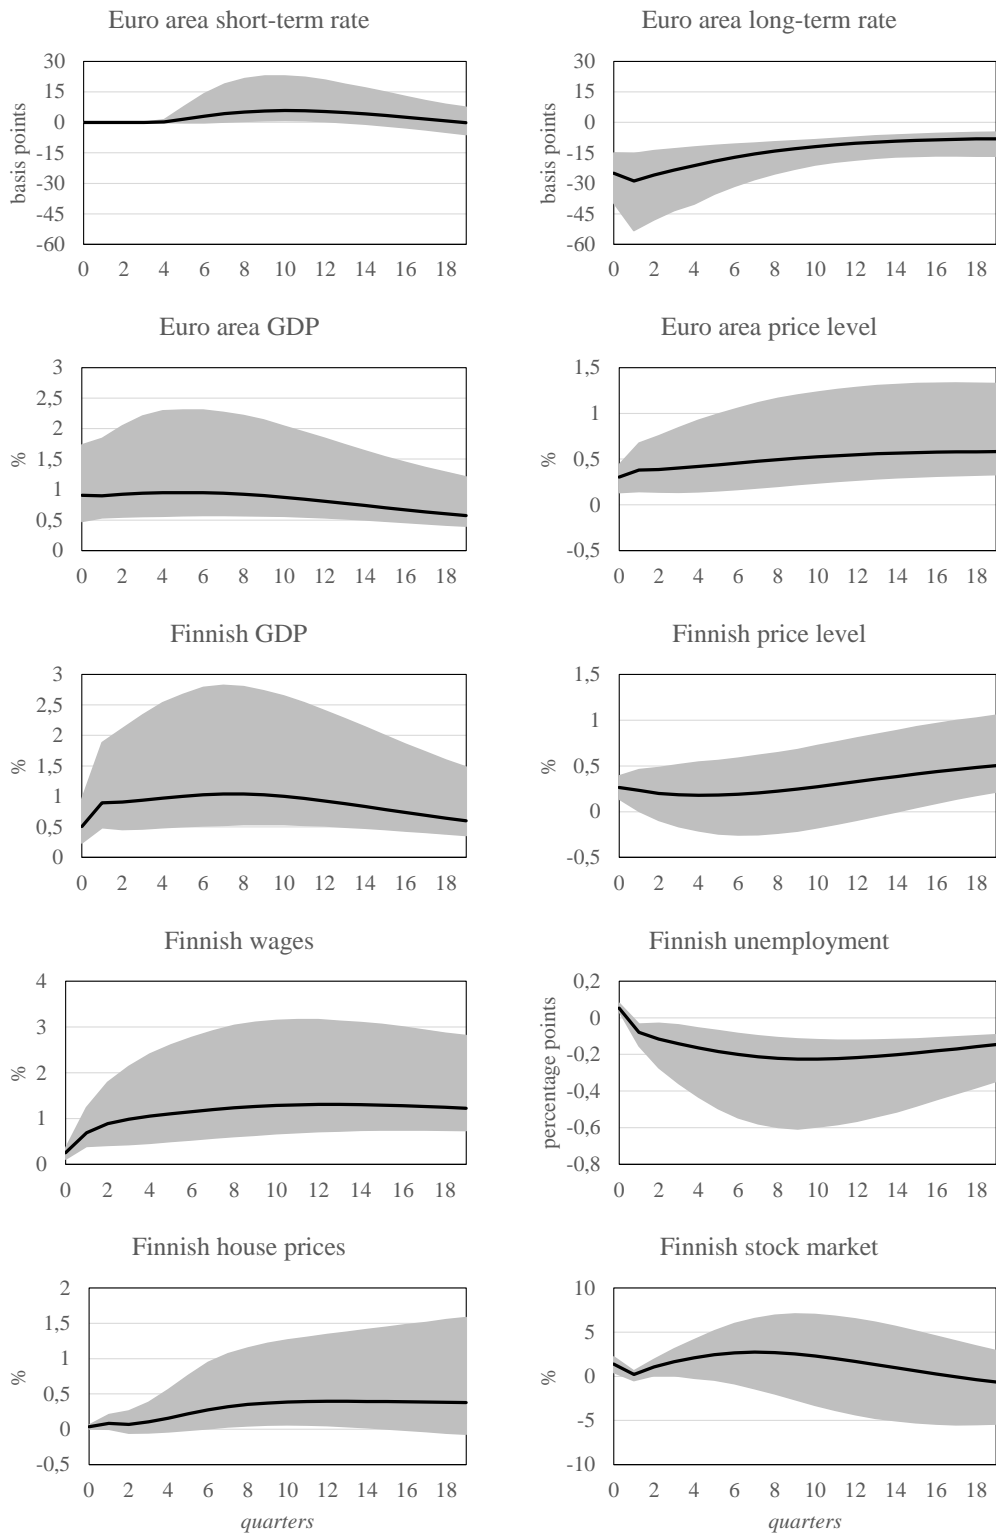 Euro area short-term rate
basis points
30
15
0
-15
-30
-45
-60
0 2 4 6 8 10 12 14 16 18
Euro area long-term rate
basis points
30
15
0
-15
-30
-45
-60
0 2 4 6 8 10 12 14 16 18
Euro area GDP
%
3
2,5
2
1,5
1
0,5
0
0 2 4 6 8 10 12 14 16 18
Euro area price level
%
1,5
1
0,5
0
-0,5
0 2 4 6 8 10 12 14 16 18
Finnish GDP
%
3
2,5
2
1,5
1
0,5
0
0 2 4 6 8 10 12 14 16 18
Finnish price level
%
1,5
1
0,5
0
-0,5
0 2 4 6 8 10 12 14 16 18
Finnish wages
%
4
3
2
1
0
0 2 4 6 8 10 12 14 16 18
Finnish unemployment
percentage points
0,2
0
-0,2
-0,4
-0,6
-0,8
0 2 4 6 8 10 12 14 16 18
Finnish house prices
%
2
1,5
1
0,5
0
-0,5
0 2 4 6 8 10 12 14 16 18
quarters
Finnish stock market
%
10
5
0
-5
-10
0 2 4 6 8 10 12 14 16 18
quarters